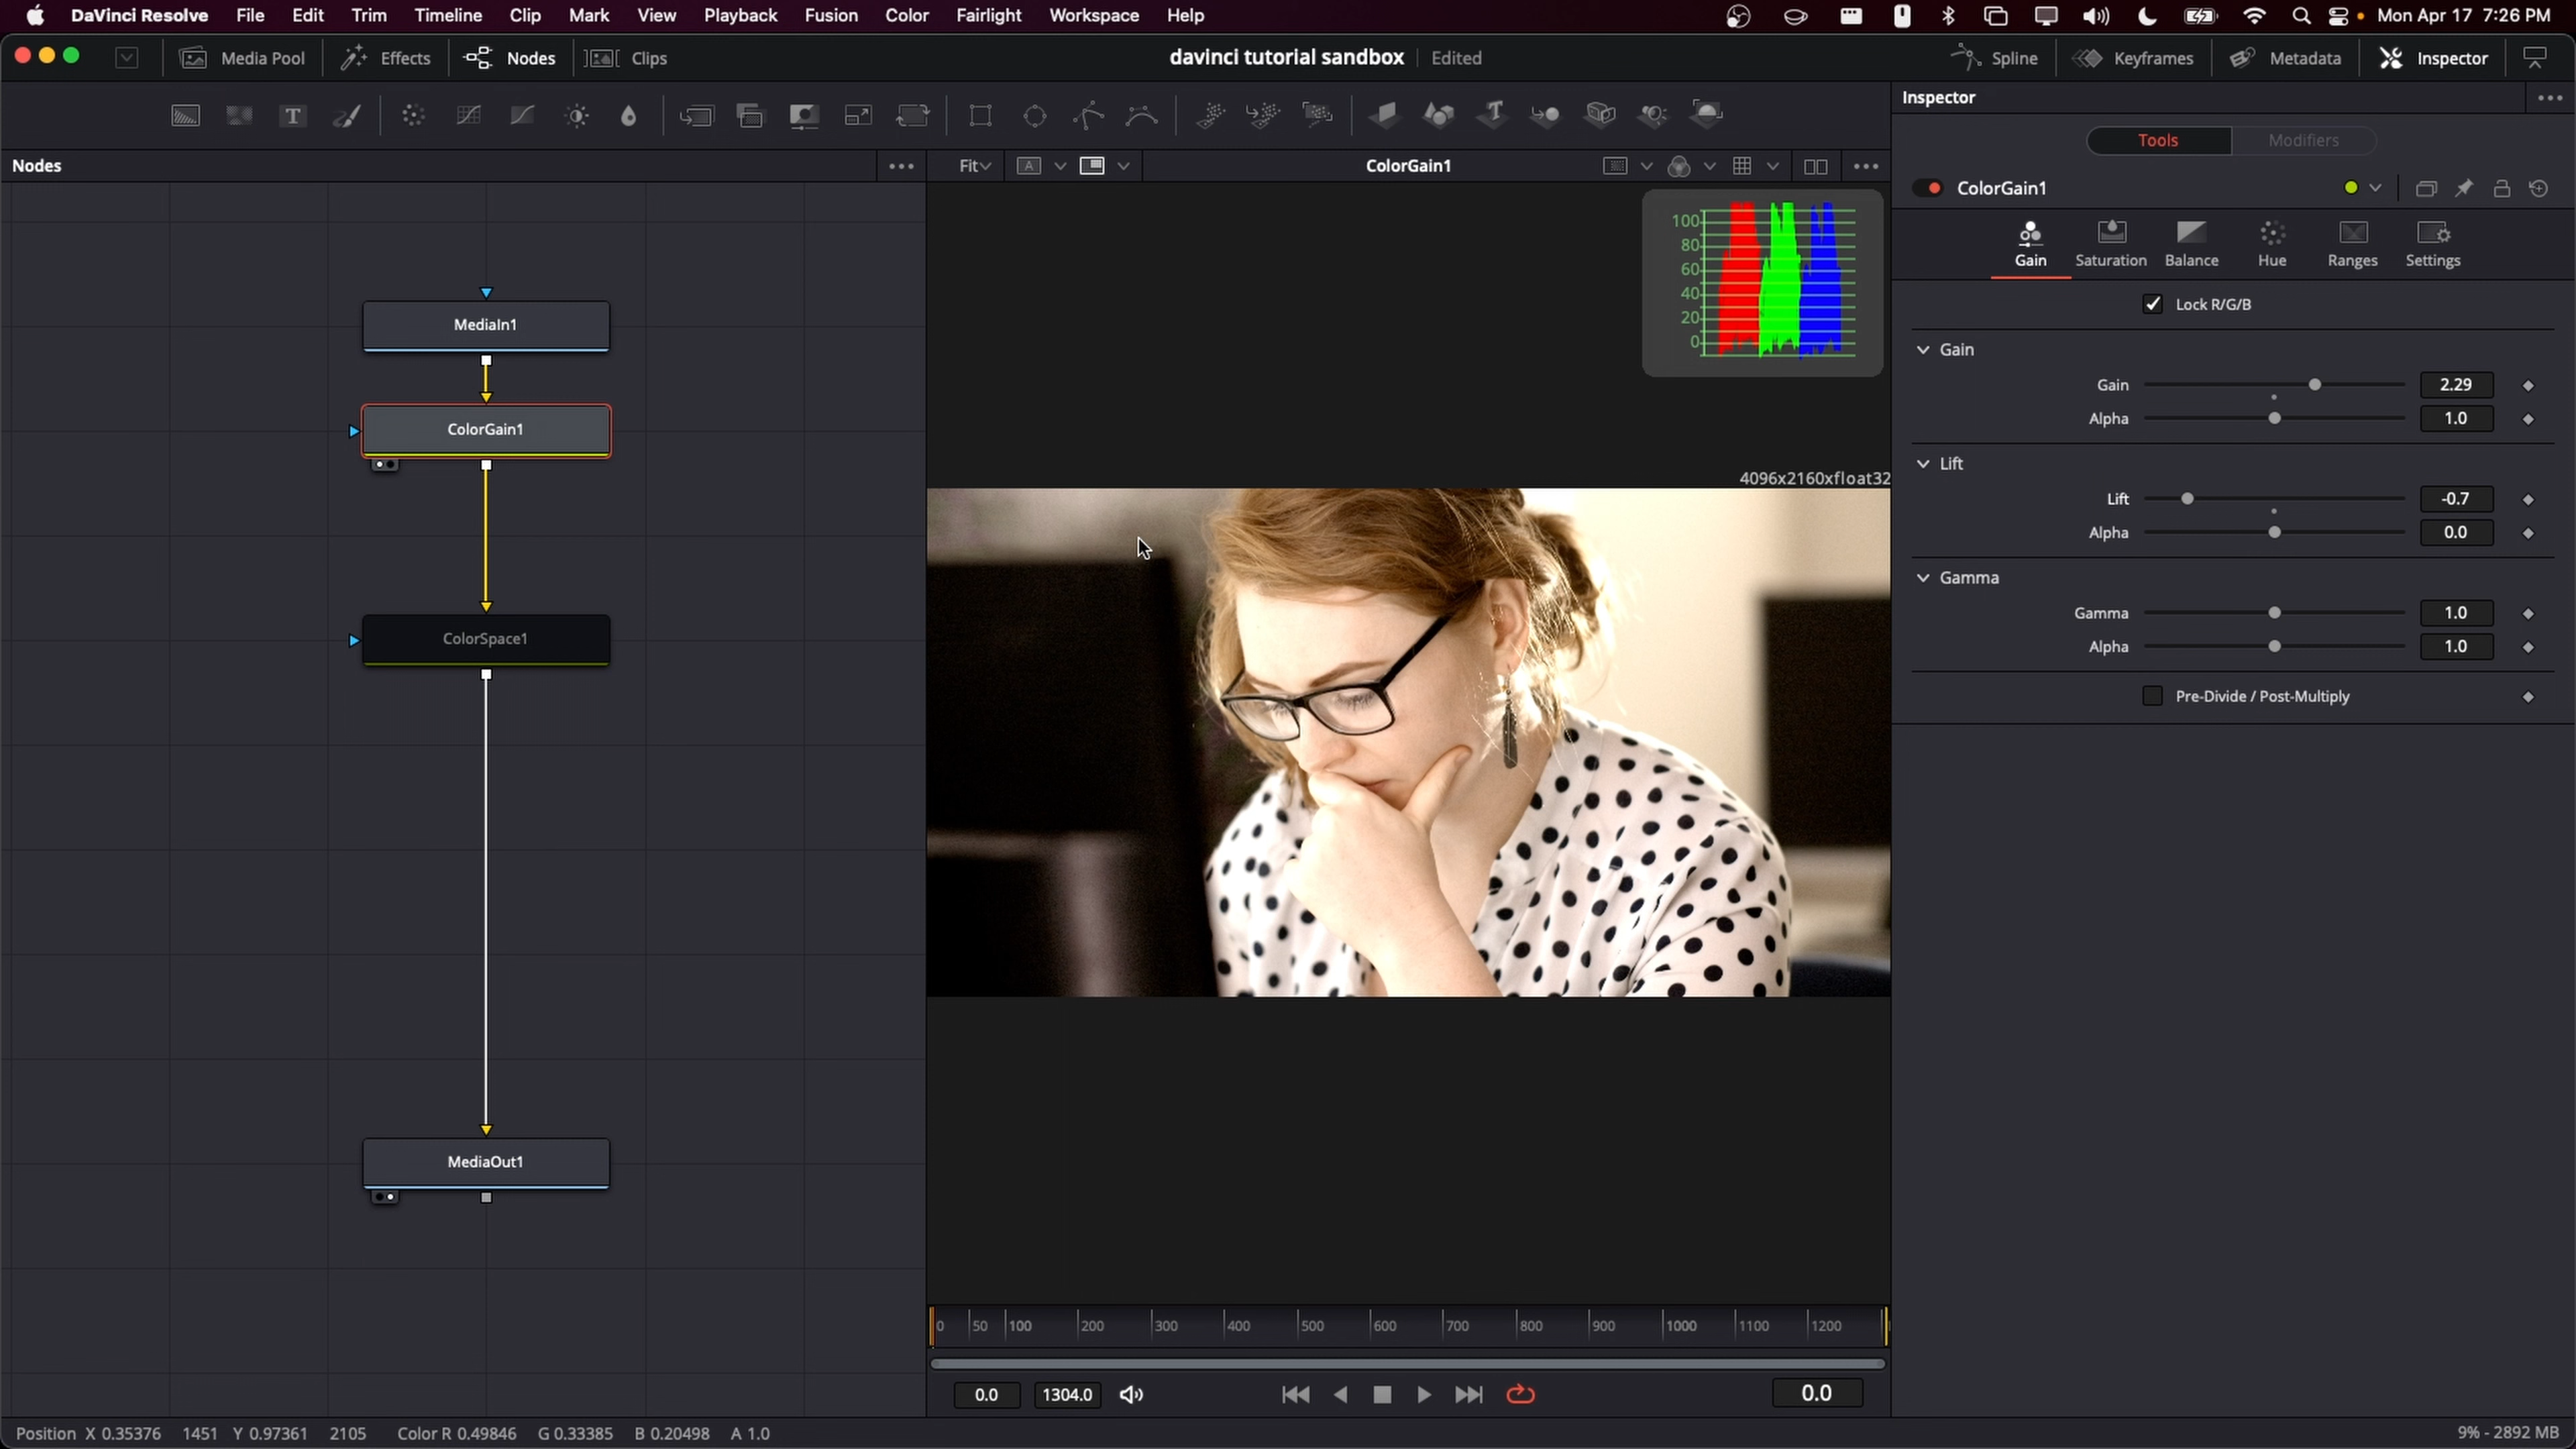 DaVinci Resolve File Edit Trim Timeline Clip Mark View Playback Fusion Color Fairlight Workspace Help Mon Apr 17 7:26 PM
Media Pool Effects Nodes Clips davinci tutorial sandbox Edited Spline Keyframes Metadata Inspector
Inspector
Tools Modifiers
Nodes Fit A ColorGain1
ColorGain1
Gain Saturation Balance Hue Ranges Settings
100
80
60
40
20
0
Lock R/G/B
MediaIn1
Gain
Gain 2.29
Alpha 1.0
ColorGain1
Lift
4096x2160xfloat32
Lift -0.7
Alpha 0.0
Gamma
Gamma 1.0
ColorSpace1
Alpha 1.0
Pre-Divide / Post-Multiply
MediaOut1
0 50 100 200 300 400 500 600 700 800 900 1000 1100 1200
0.0 1304.0 0.0
Position X 0.35376 1451 Y 0.97361 2105 Color R 0.49846 G 0.33385 B 0.20498 A 1.0 9% - 2892 MB